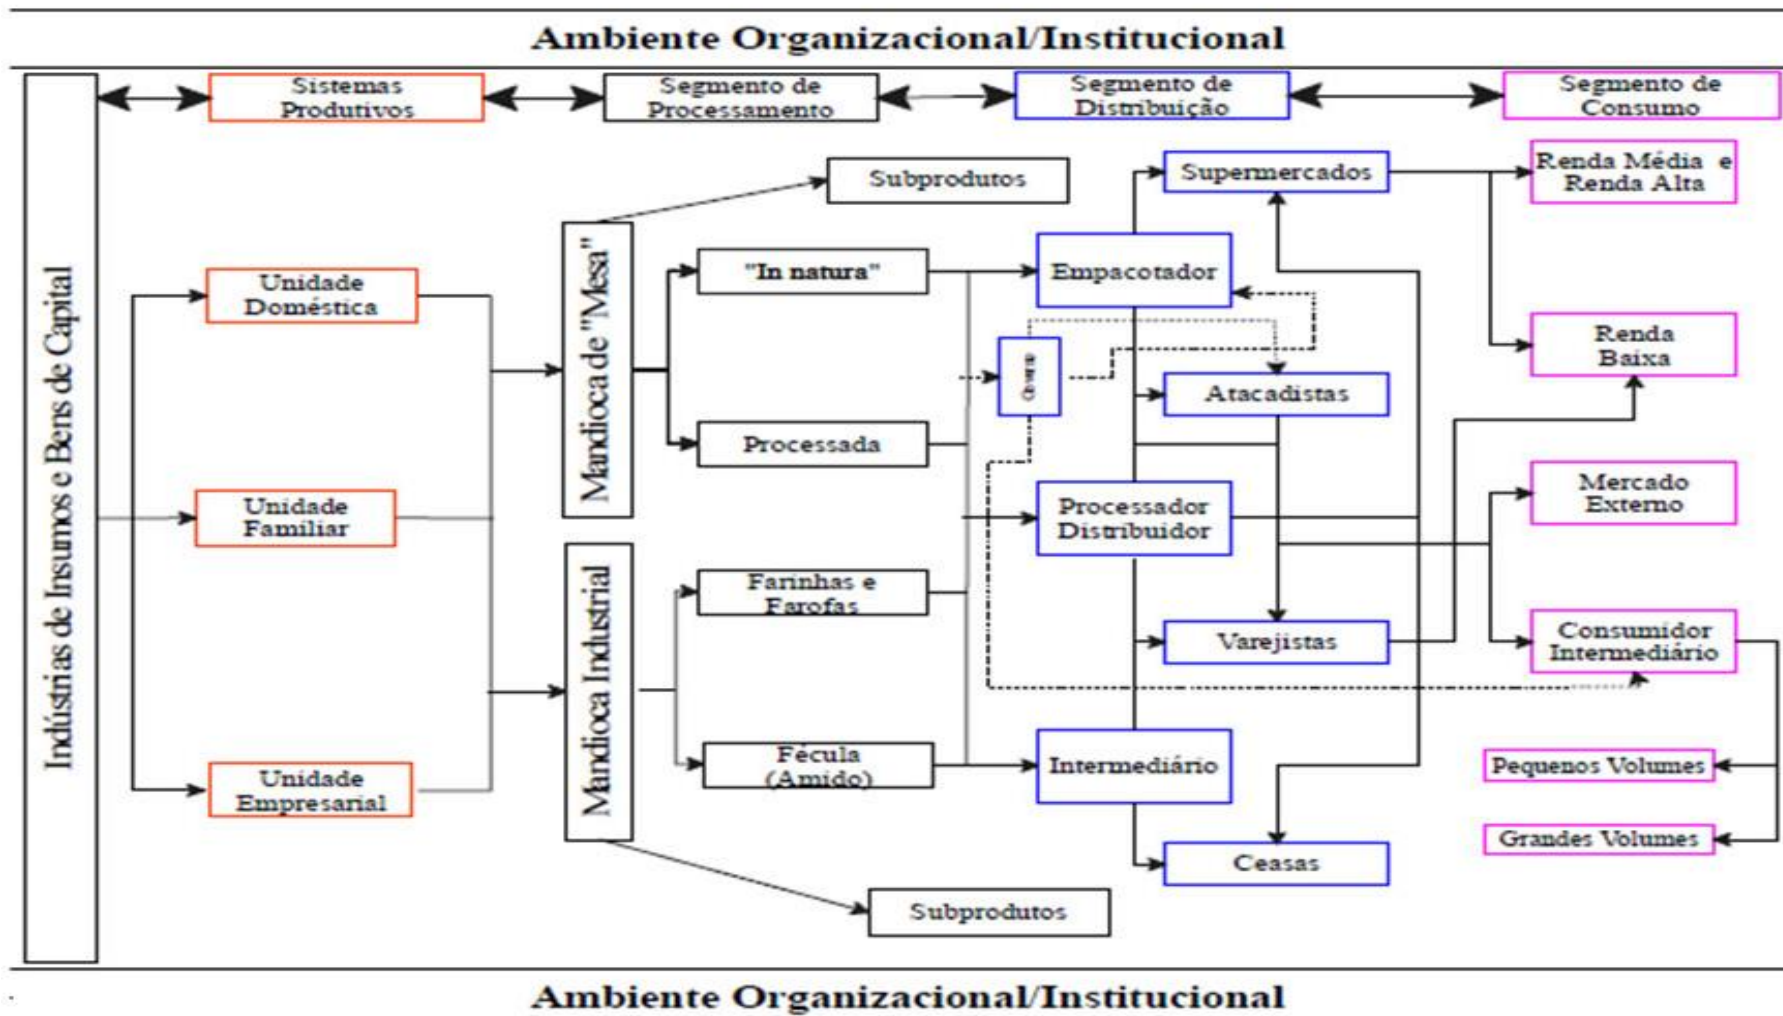 Ambiente Organizacional/Institucional
Sistemas
Produtivos
Segmento de
Processamento
Segmento de
Distribuição
Segmento de
Consumo
Indústrias de Insumos e Bens de Capital
Unidade
Doméstica
Unidade
Familiar
Unidade
Empresarial
Mandioca de "Mesa"
Mandioca Industrial
Subprodutos
"In natura"
Processada
Farinhas e
Farofas
Fécula
(Amido)
Subprodutos
Supermercados
Empacotador
Atacadistas
Processador
Distribuidor
Varejistas
Intermediário
Ceasas
Renda Média e
Renda Alta
Renda
Baixa
Mercado
Externo
Consumidor
Intermediário
Pequenos Volumes
Grandes Volumes
Ambiente Organizacional/Institucional